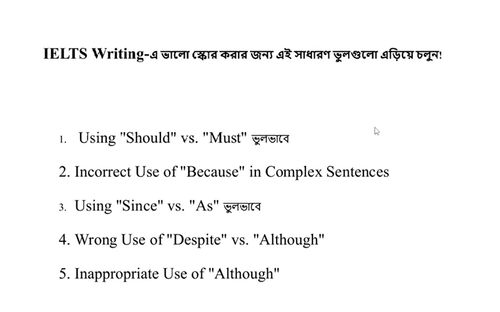 IELTS Writing-এ ভালো স্কোর করার জন্য এই সাধারণ ভুলগুলো এড়িয়ে চলুন!
1. Using "Should" vs. "Must" ভুলভাবে
2. Incorrect Use of "Because" in Complex Sentences
3. Using "Since" vs. "As" ভুলভাবে
4. Wrong Use of "Despite" vs. "Although"
5. Inappropriate Use of "Although"